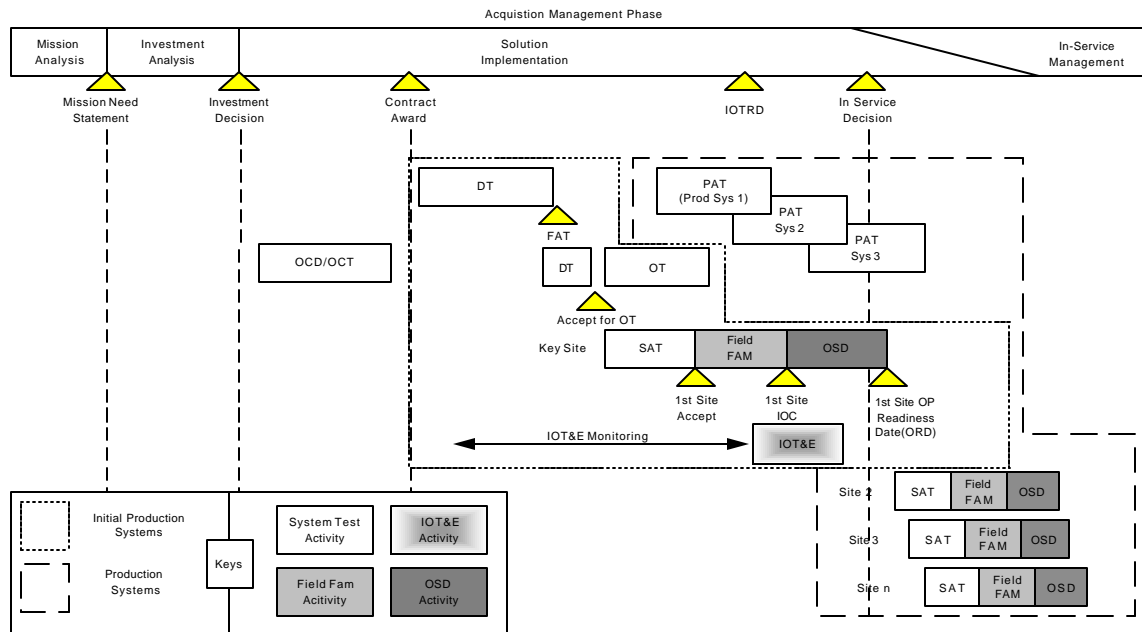 Acquistion Management Phase
Mission
Analysis
Investment
Analysis
Solution
Implementation
In-Service
Management
Mission Need
Statement
Investment
Decision
Contract
Award
IOTRD
In Service
Decision
DT
PAT
(Prod Sys 1)
PAT
Sys 2
PAT
Sys 3
FAT
OCD/OCT
DT
OT
Accept for OT
Key Site
SAT
Field
FAM
OSD
1st Site
Accept
1st Site
IOC
1st Site OP
Readiness
Date(ORD)
IOT&E Monitoring
IOT&E
Site 2
SAT
Field
FAM
OSD
Site 3
SAT
Field
FAM
OSD
Site n
SAT
Field
FAM
OSD
Initial Production
Systems
Production
Systems
Keys
System Test
Activity
IOT&E
Activity
Field Fam
Acitivity
OSD
Activity